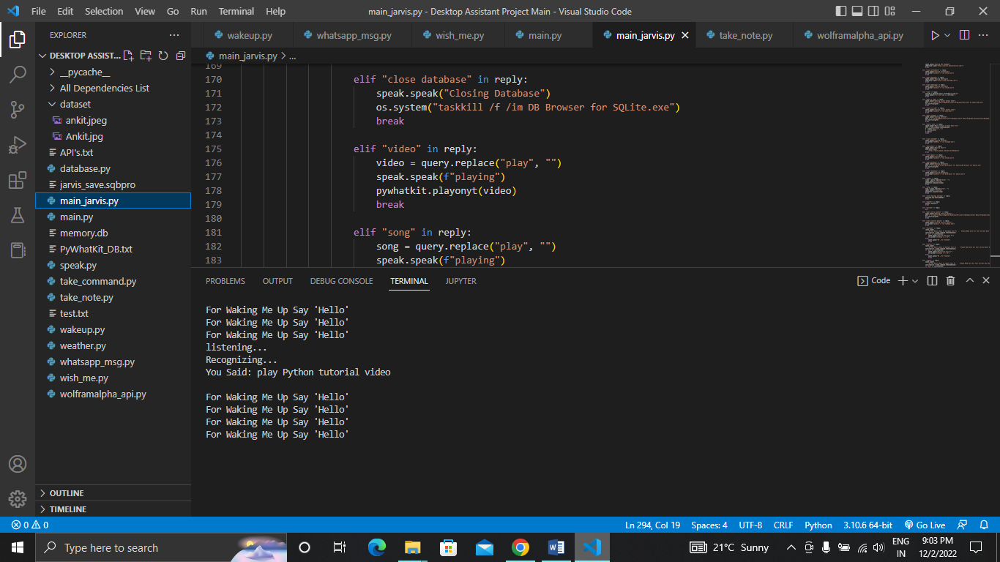 File Edit Selection View Go Run Terminal Help main_jarvis.py - Desktop Assistant Project Main - Visual Studio Code
EXPLORER
DESKTOP ASSIST...
__pycache__
All Dependencies List
dataset
ankit.jpeg
Ankit.jpg
API's.txt
database.py
jarvis_save.sqbpro
main_jarvis.py
main.py
memory.db
PyWhatKit_DB.txt
speak.py
take_command.py
take_note.py
test.txt
wakeup.py
weather.py
whatsapp_msg.py
wish_me.py
wolframalpha_api.py
OUTLINE
TIMELINE
wakeup.py whatsapp_msg.py wish_me.py main.py main_jarvis.py take_note.py wolframalpha_api.py
main_jarvis.py > ...
169
170 elif "close database" in reply:
171 speak.speak("Closing Database")
172 os.system("taskkill /f /im DB Browser for SQLite.exe")
173 break
174
175 elif "video" in reply:
176 video = query.replace("play", "")
177 speak.speak(f"playing")
178 pywhatkit.playonyt(video)
179 break
180
181 elif "song" in reply:
182 song = query.replace("play", "")
183 speak.speak(f"playing")
PROBLEMS OUTPUT DEBUG CONSOLE TERMINAL JUPYTER Code
For Waking Me Up Say 'Hello'
For Waking Me Up Say 'Hello'
For Waking Me Up Say 'Hello'
listening...
Recognizing...
You Said: play Python tutorial video
For Waking Me Up Say 'Hello'
For Waking Me Up Say 'Hello'
For Waking Me Up Say 'Hello'
For Waking Me Up Say 'Hello'
0 0 Ln 294, Col 19 Spaces: 4 UTF-8 CRLF Python 3.10.6 64-bit Go Live
Type here to search 21°C Sunny ENG IN 9:03 PM 12/2/2022